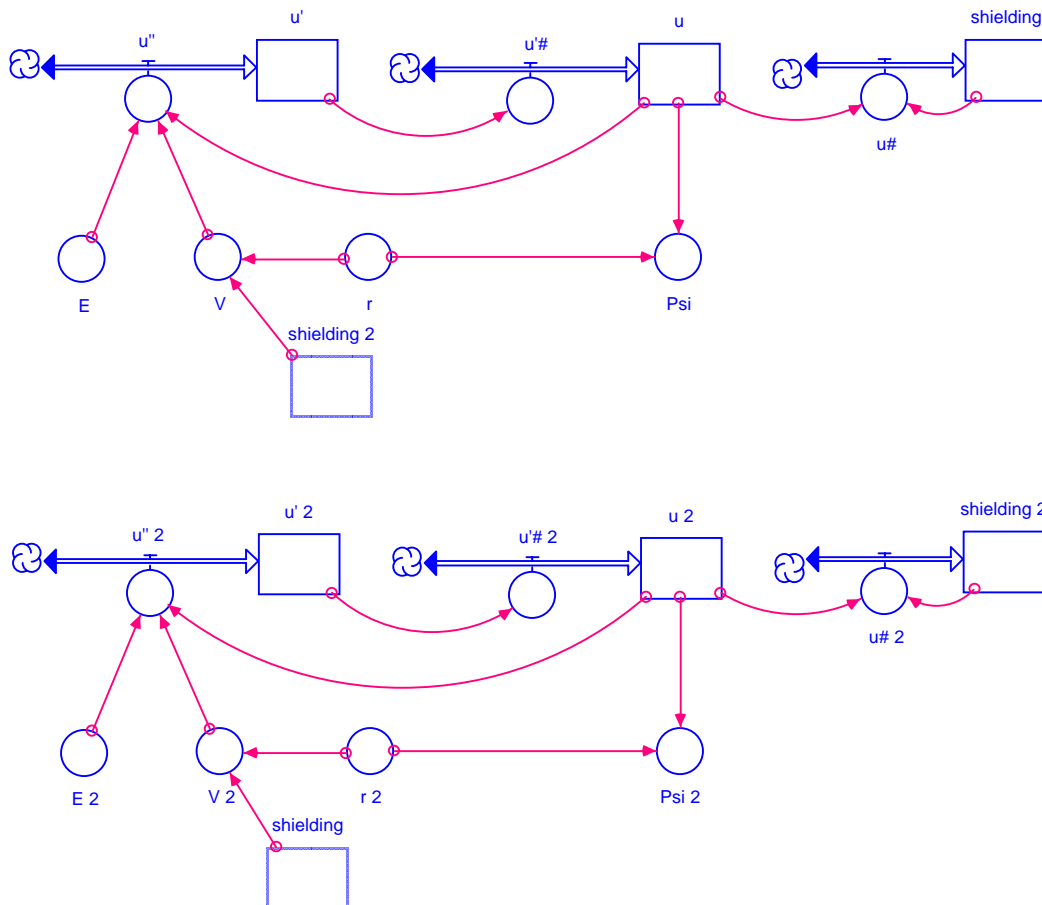 u'
u
shielding
u''
u'#
u#
E
V
r
Psi
shielding 2
u' 2
u 2
shielding 2
u'' 2
u'# 2
u# 2
E 2
V 2
r 2
Psi 2
shielding